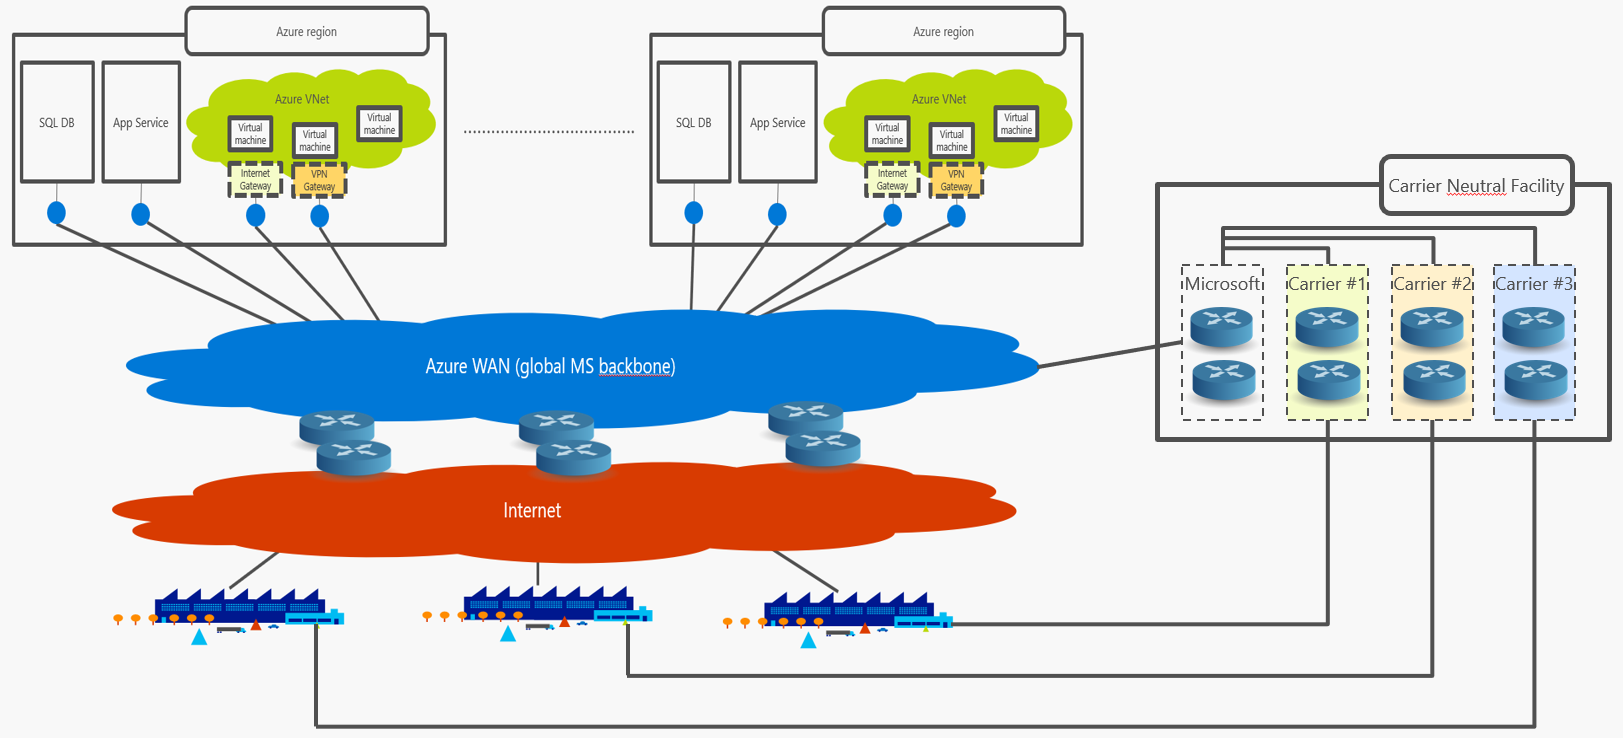 Azure region
SQL DB
App Service
Azure VNet
Virtual
machine
Virtual
machine
Virtual
machine
Internet
Gateway
VPN
Gateway
Azure region
SQL DB
App Service
Azure VNet
Virtual
machine
Virtual
machine
Virtual
machine
Internet
Gateway
VPN
Gateway
Carrier Neutral Facility
Microsoft
Carrier #1
Carrier #2
Carrier #3
Azure WAN (global MS backbone)
Internet